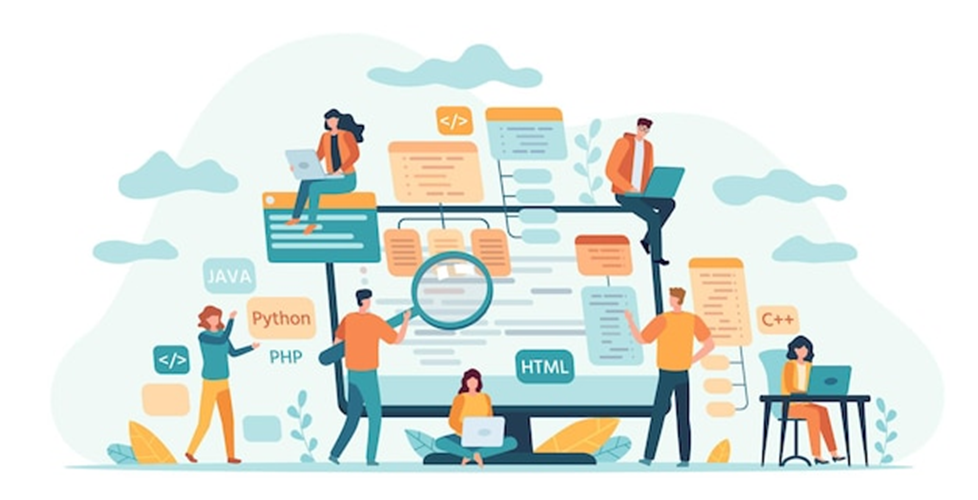 </>
JAVA
Python
C++
</>
PHP
HTML